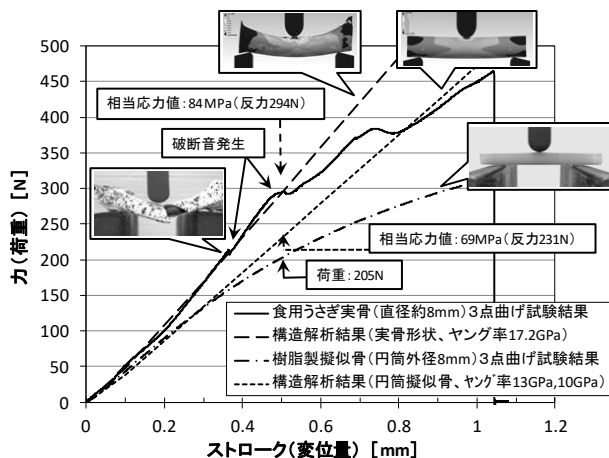 500
450
400
350
300
250
200
150
100
50
0
力(荷重) [N]
相当応力値:84MPa(反力294N)
破断音発生
相当応力値:69MPa(反力231N)
荷重:205N
食用うさぎ実骨(直径約8mm)3点曲げ試験結果
構造解析結果(実骨形状、ヤング率17.2GPa)
樹脂製擬似骨(円筒外径8mm)3点曲げ試験結果
構造解析結果(円筒擬似骨、ヤング率13GPa,10GPa)
0 0.2 0.4 0.6 0.8 1 1.2
ストローク(変位量) [mm]